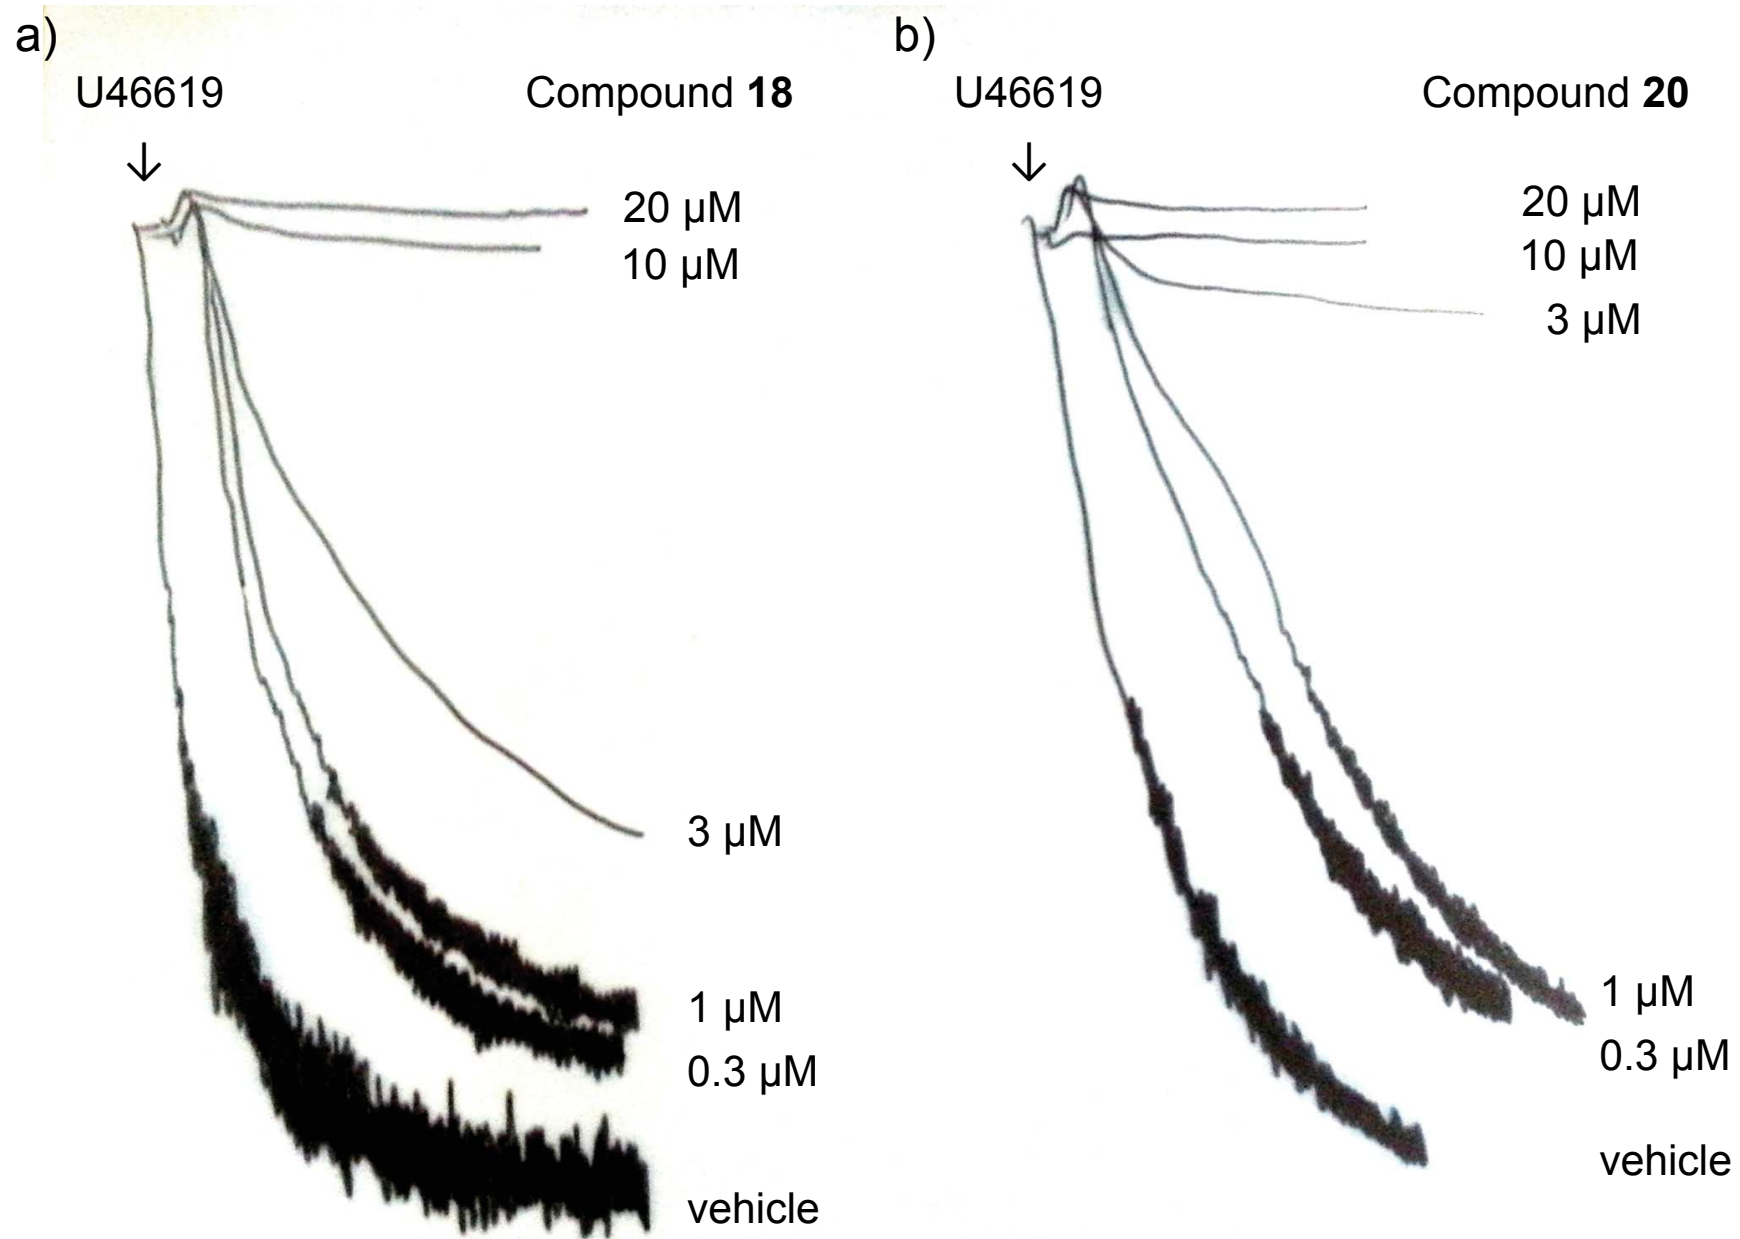 a)
U46619 Compound 18
20 µM
10 µM
3 µM
1 µM
0.3 µM
vehicle
b)
U46619 Compound 20
20 µM
10 µM
3 µM
1 µM
0.3 µM
vehicle